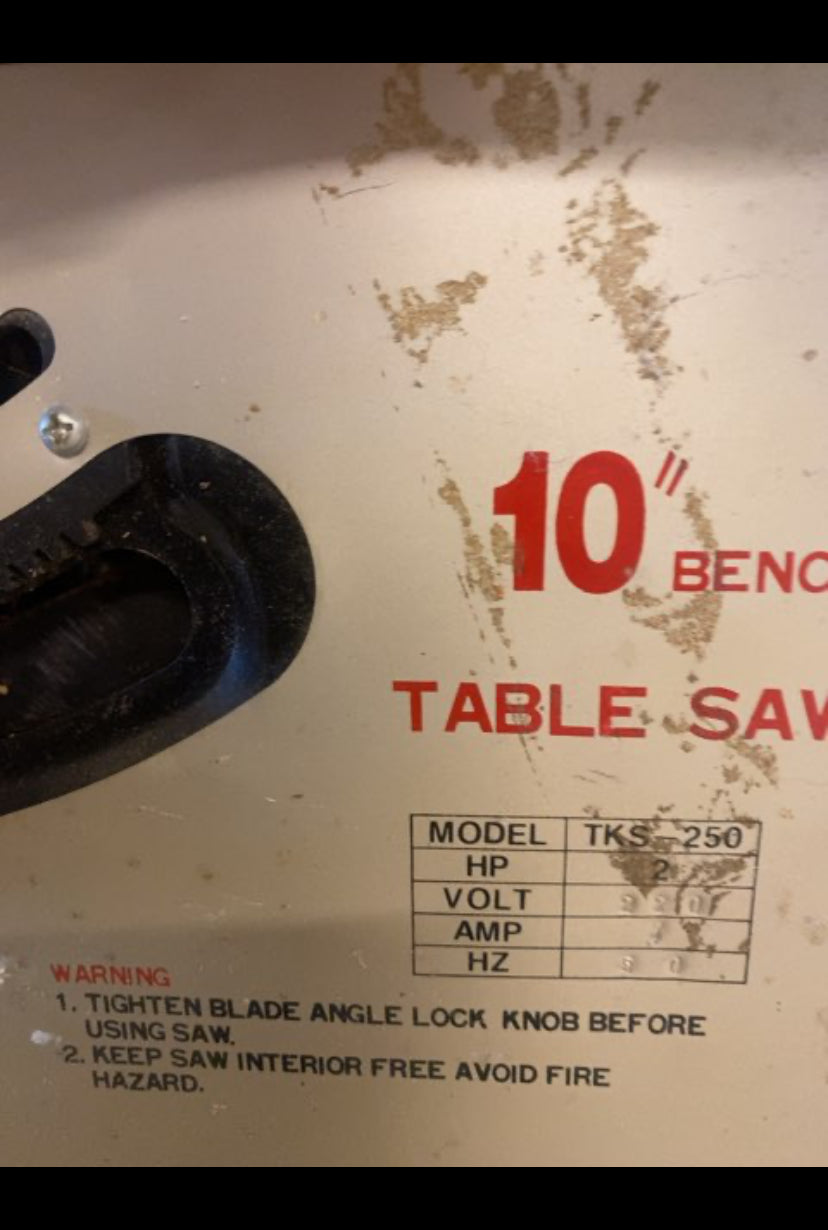 10" BENC
TABLE SAW
MODEL TKS-250
HP 2
VOLT 220
AMP
HZ
WARNING
1. TIGHTEN BLADE ANGLE LOCK KNOB BEFORE
USING SAW.
2. KEEP SAW INTERIOR FREE AVOID FIRE
HAZARD.